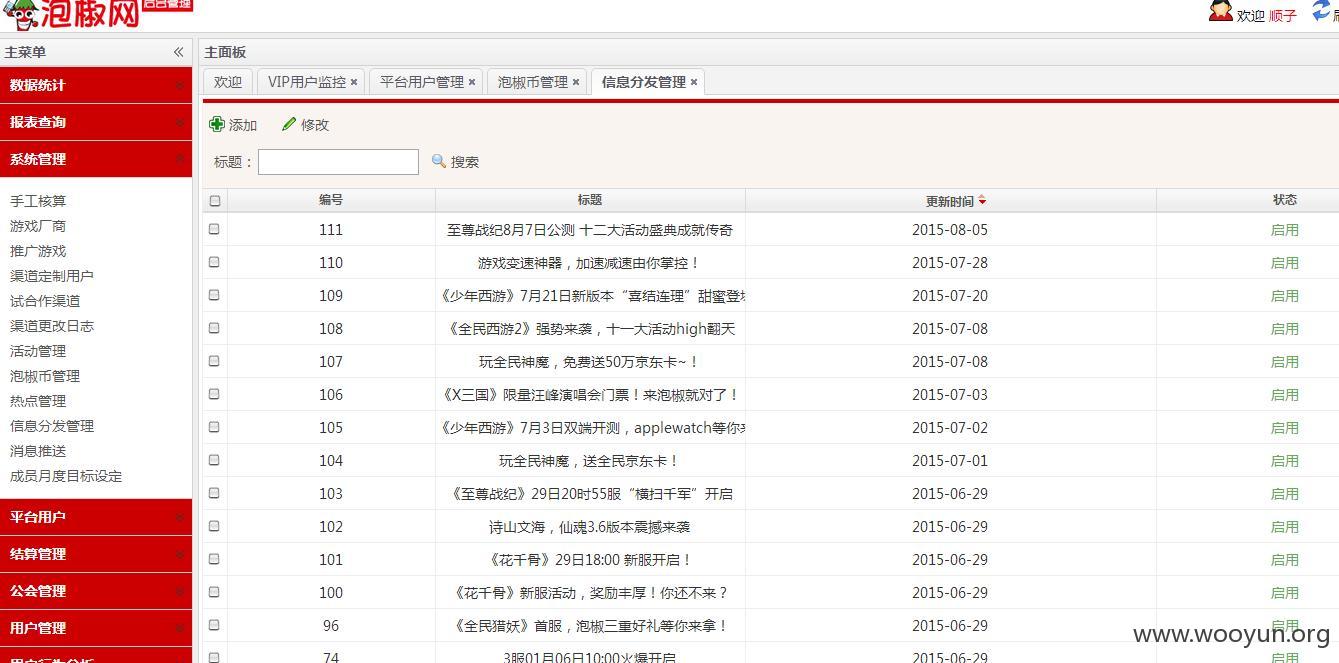 泡椒网 后台管理
欢迎 顺子
主菜单
数据统计
报表查询
系统管理
手工核算
游戏厂商
推广游戏
渠道定制用户
试合作渠道
渠道更改日志
活动管理
泡椒币管理
热点管理
信息分发管理
消息推送
成员月度目标设定
平台用户
结算管理
公会管理
用户管理
用户行为分析
主面板
欢迎 VIP用户监控 × 平台用户管理 × 泡椒币管理 × 信息分发管理 ×
添加 修改
标题： 搜索
编号 标题 更新时间 状态
111 至尊战纪8月7日公测 十二大活动盛典成就传奇 2015-08-05 启用
110 游戏变速神器，加速减速由你掌控！ 2015-07-28 启用
109 《少年西游》7月21日新版本“喜结连理”甜蜜登场 2015-07-20 启用
108 《全民西游2》强势来袭，十一大活动high翻天 2015-07-08 启用
107 玩全民神魔，免费送50万京东卡~！ 2015-07-08 启用
106 《X三国》限量汪峰演唱会门票！来泡椒就对了！ 2015-07-03 启用
105 《少年西游》7月3日双端开测，applewatch等你来 2015-07-02 启用
104 玩全民神魔，送全民京东卡！ 2015-07-01 启用
103 《至尊战纪》29日20时55服“横扫千军”开启 2015-06-29 启用
102 诗山文海，仙魂3.6版本震撼来袭 2015-06-29 启用
101 《花千骨》29日18:00 新服开启！ 2015-06-29 启用
100 《花千骨》新服活动，奖励丰厚！你还不来？ 2015-06-29 启用
96 《全民猎妖》首服，泡椒三重好礼等你来拿！ 2015-06-29 启用
74 3服01月06日10:00火爆开启 2015-06-29 启用
www.wooyun.org